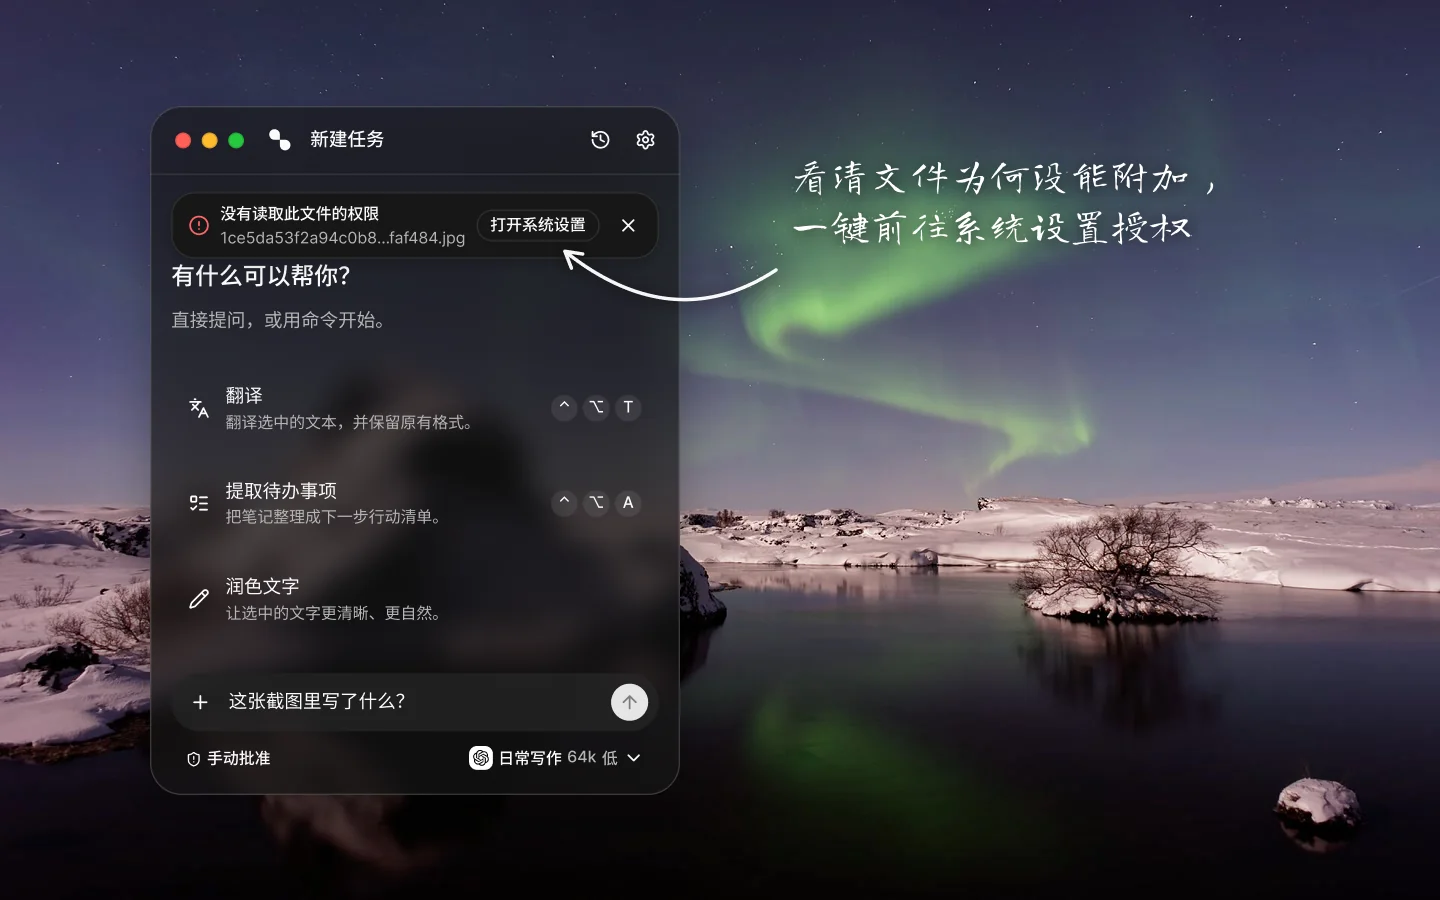 新建任务
没有读取此文件的权限
1ce5da53f2a94c0b8...faf484.jpg
打开系统设置
看清文件为何没能附加，
一键前往系统设置授权
有什么可以帮你？
直接提问，或用命令开始。
翻译
翻译选中的文本，并保留原有格式。
^ ⌥ T
提取待办事项
把笔记整理成下一步行动清单。
^ ⌥ A
润色文字
让选中的文字更清晰、更自然。
这张截图里写了什么？
手动批准
日常写作 64k 低